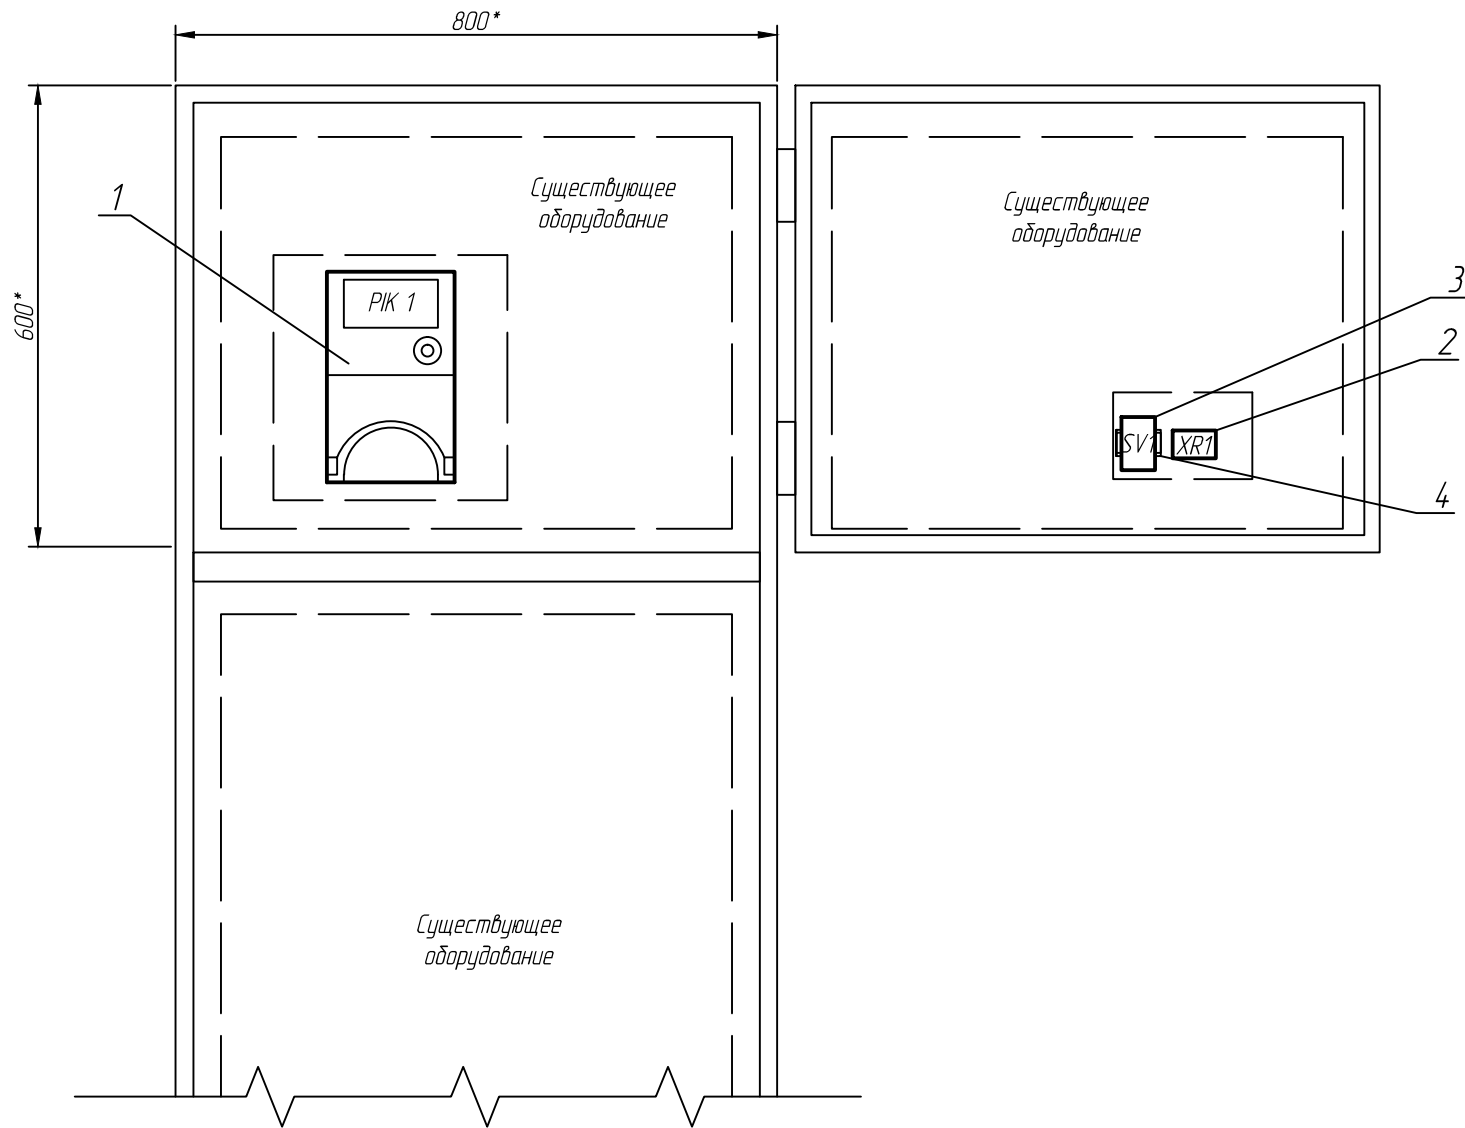 800*
1
Существующее
оборудование
Существующее
оборудование
600*
PIK 1
3
2
SV1
XR1
4
Существующее
оборудование